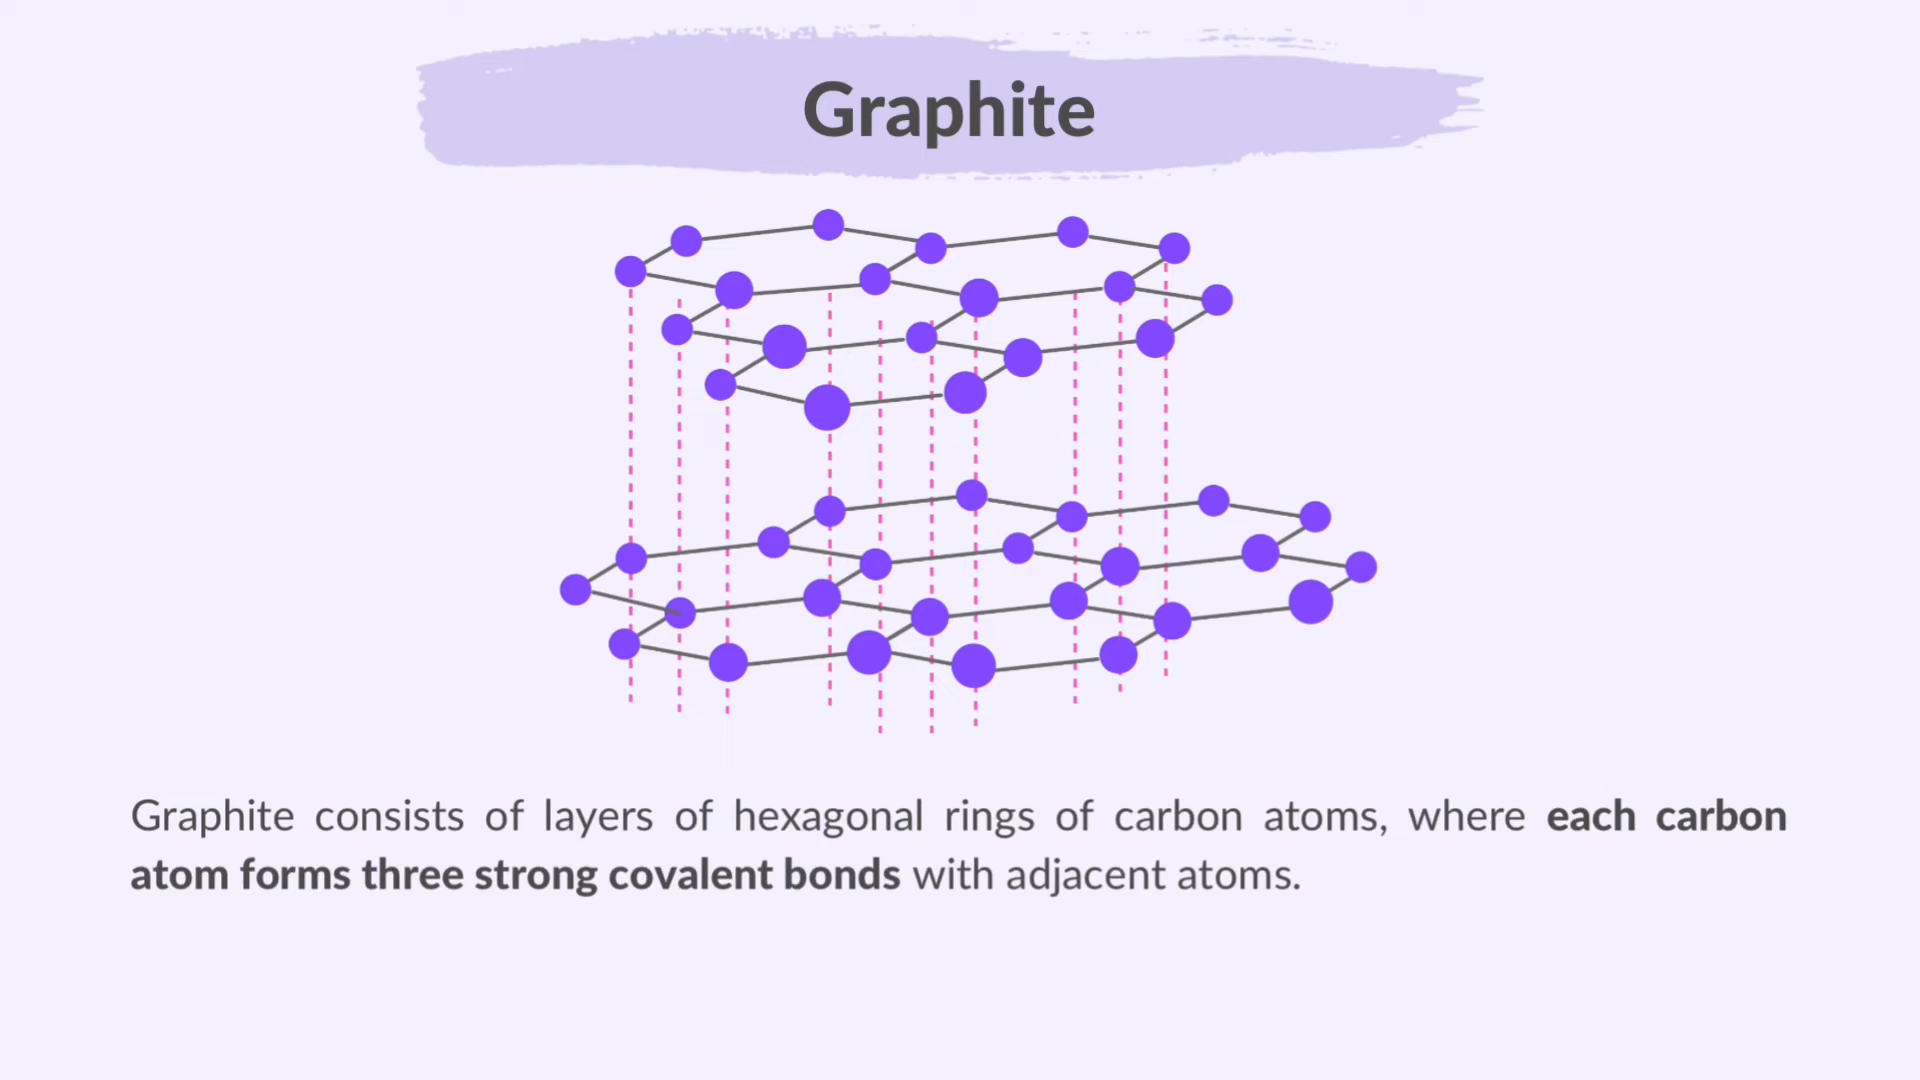 Graphite
Graphite consists of layers of hexagonal rings of carbon atoms, where each carbon
atom forms three strong covalent bonds with adjacent atoms.